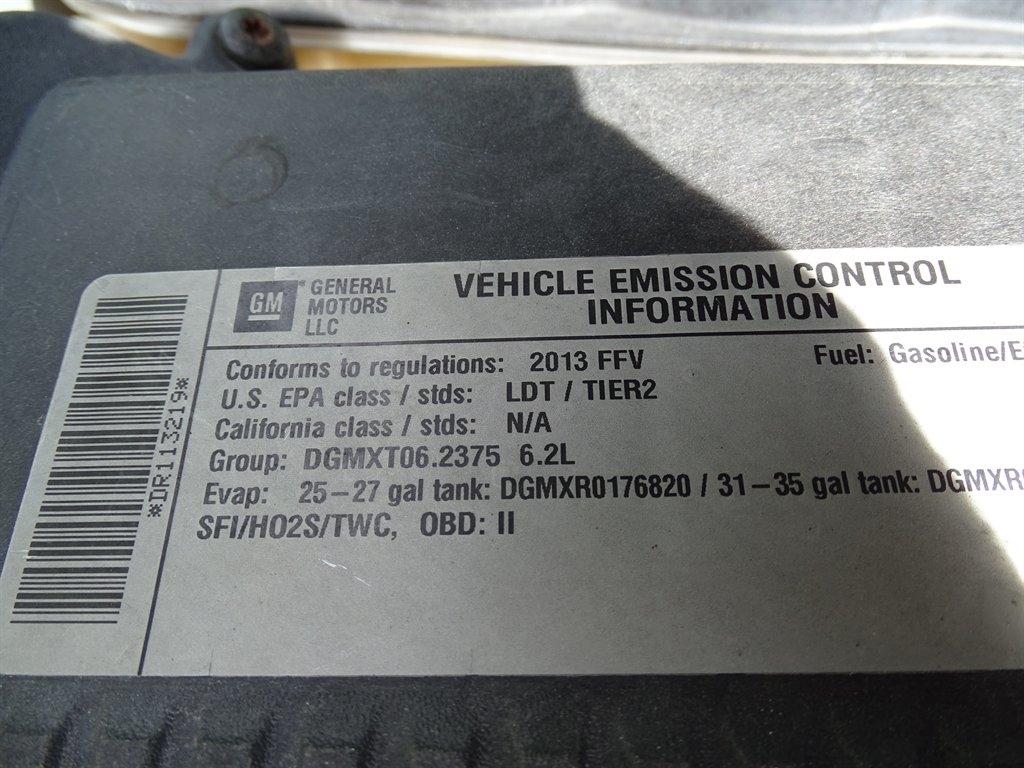 GM
GENERAL
MOTORS
LLC
VEHICLE EMISSION CONTROL
INFORMATION
Conforms to regulations: 2013 FFV
Fuel: Gasoline/
U.S. EPA class / stds: LDT / TIER2
California class / stds: N/A
Group: DGMXT06.2375 6.2L
Evap: 25-27 gal tank: DGMXR0176820 / 31-35 gal tank:
SFI/HO2S/TWC, OBD: II
*DR113219*